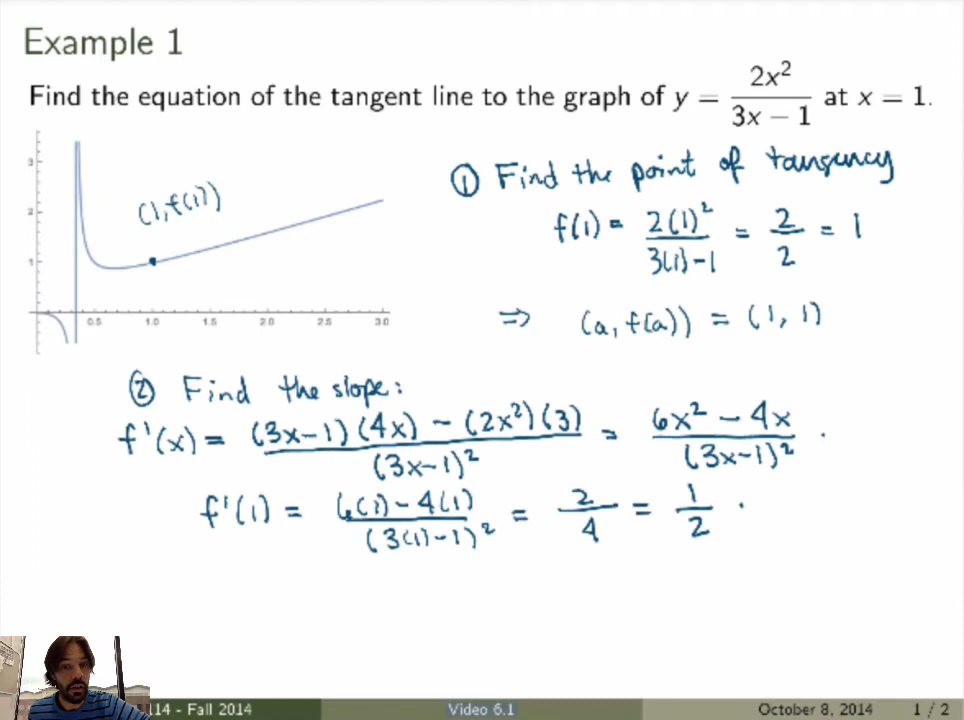 Example 1
Find the equation of the tangent line to the graph of y = 2x² / 3x − 1 at x = 1.
3
2
1
0.5 1.0 1.5 2.0 2.5 3.0
(1, f(1))
① Find the point of tangency
f(1) = 2(1)² / 3(1)-1 = 2/2 = 1
⇒ (a, f(a)) = (1, 1)
② Find the slope:
f'(x) = (3x-1)(4x) - (2x²)(3) / (3x-1)² = 6x² - 4x / (3x-1)² .
f'(1) = 6(1) - 4(1) / (3(1)-1)² = 2/4 = 1/2 .
114 - Fall 2014 Video 6.1 October 8, 2014 1 / 2